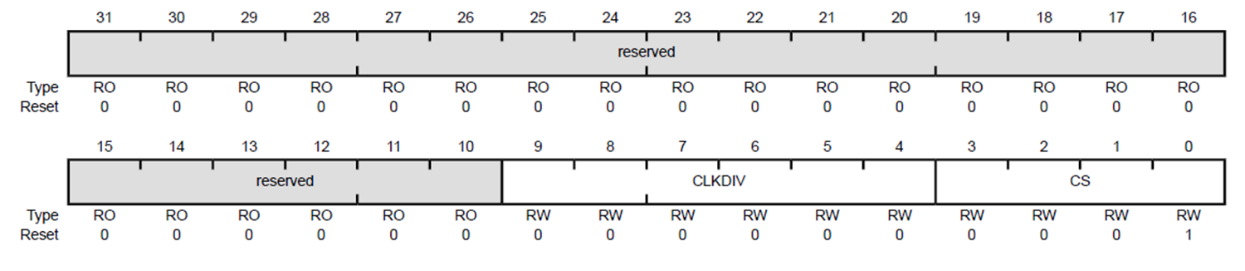 31 30 29 28 27 26 25 24 23 22 21 20 19 18 17 16
reserved
Type RO RO RO RO RO RO RO RO RO RO RO RO RO RO RO RO
Reset 0 0 0 0 0 0 0 0 0 0 0 0 0 0 0 0
15 14 13 12 11 10 9 8 7 6 5 4 3 2 1 0
reserved CLKDIV CS
Type RO RO RO RO RO RO RW RW RW RW RW RW RW RW RW RW
Reset 0 0 0 0 0 0 0 0 0 0 0 0 0 0 0 1